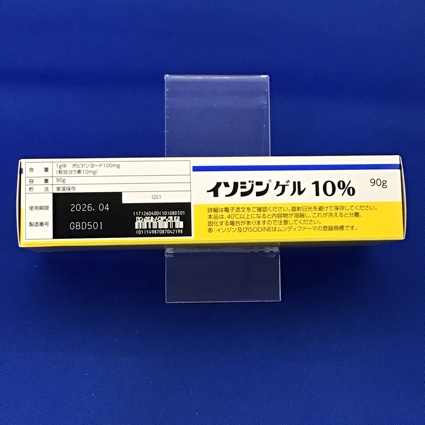 含 量 1g中 ポビドンヨード100mg
(有効ヨウ素10mg)
容 量 90g
貯 法 室温保存
GS1
使用期限 2026.04
製造番号 GBD501
(17)260400(10)GBD501
(01)14987087042198
イソジンゲル 10% 90g
詳細は電子添文をご確認ください。直射日光を避けて保存してください。
本品は、40℃以上になると内容物が溶融し、これが冷えると分離、
固化する場合がありますので注意してください。
®:イソジン及びISODINEはムンディファーマの登録商標です。